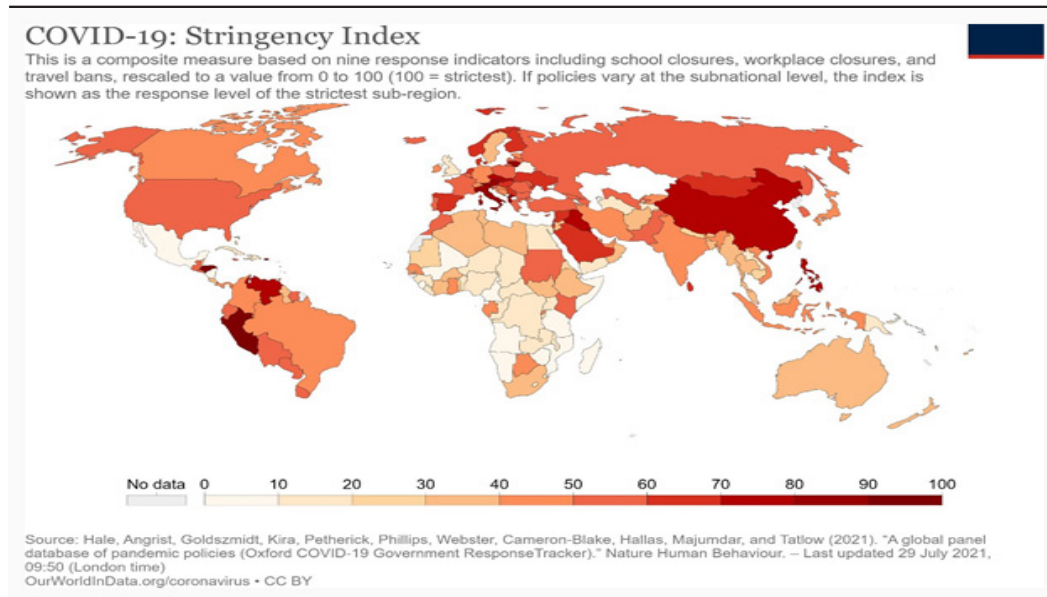 COVID-19: Stringency Index
This is a composite measure based on nine response indicators including school closures, workplace closures, and
travel bans, rescaled to a value from 0 to 100 (100 = strictest). If policies vary at the subnational level, the index is
shown as the response level of the strictest sub-region.
No data 0 10 20 30 40 50 60 70 80 90 100
Source: Hale, Angrist, Goldszmidt, Kira, Petherick, Phillips, Webster, Cameron-Blake, Hallas, Majumdar, and Tatlow (2021). “A global panel
database of pandemic policies (Oxford COVID-19 Government ResponseTracker).” Nature Human Behaviour. – Last updated 29 July 2021,
09:50 (London time)
OurWorldInData.org/coronavirus • CC BY